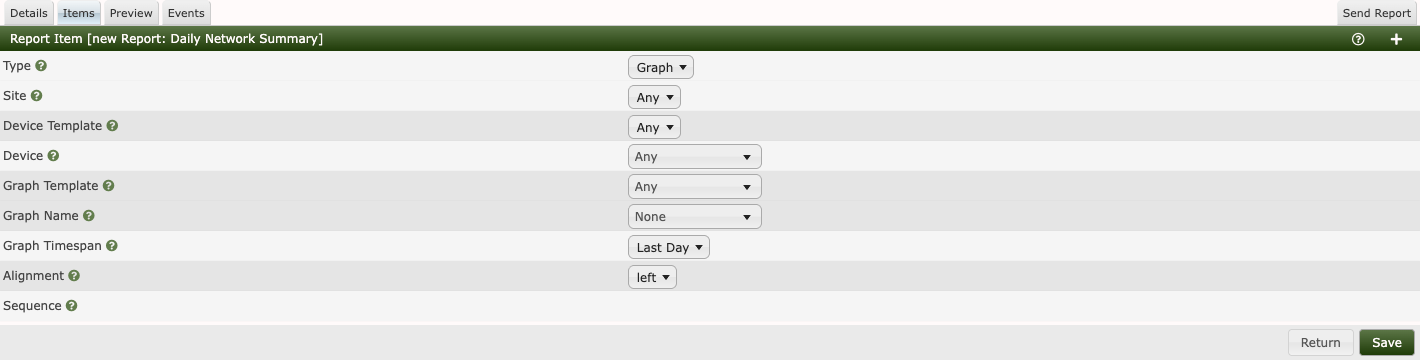 Details Items Preview Events Send Report
Report Item [new Report: Daily Network Summary]
Type Graph
Site Any
Device Template Any
Device Any
Graph Template Any
Graph Name None
Graph Timespan Last Day
Alignment left
Sequence
Return Save